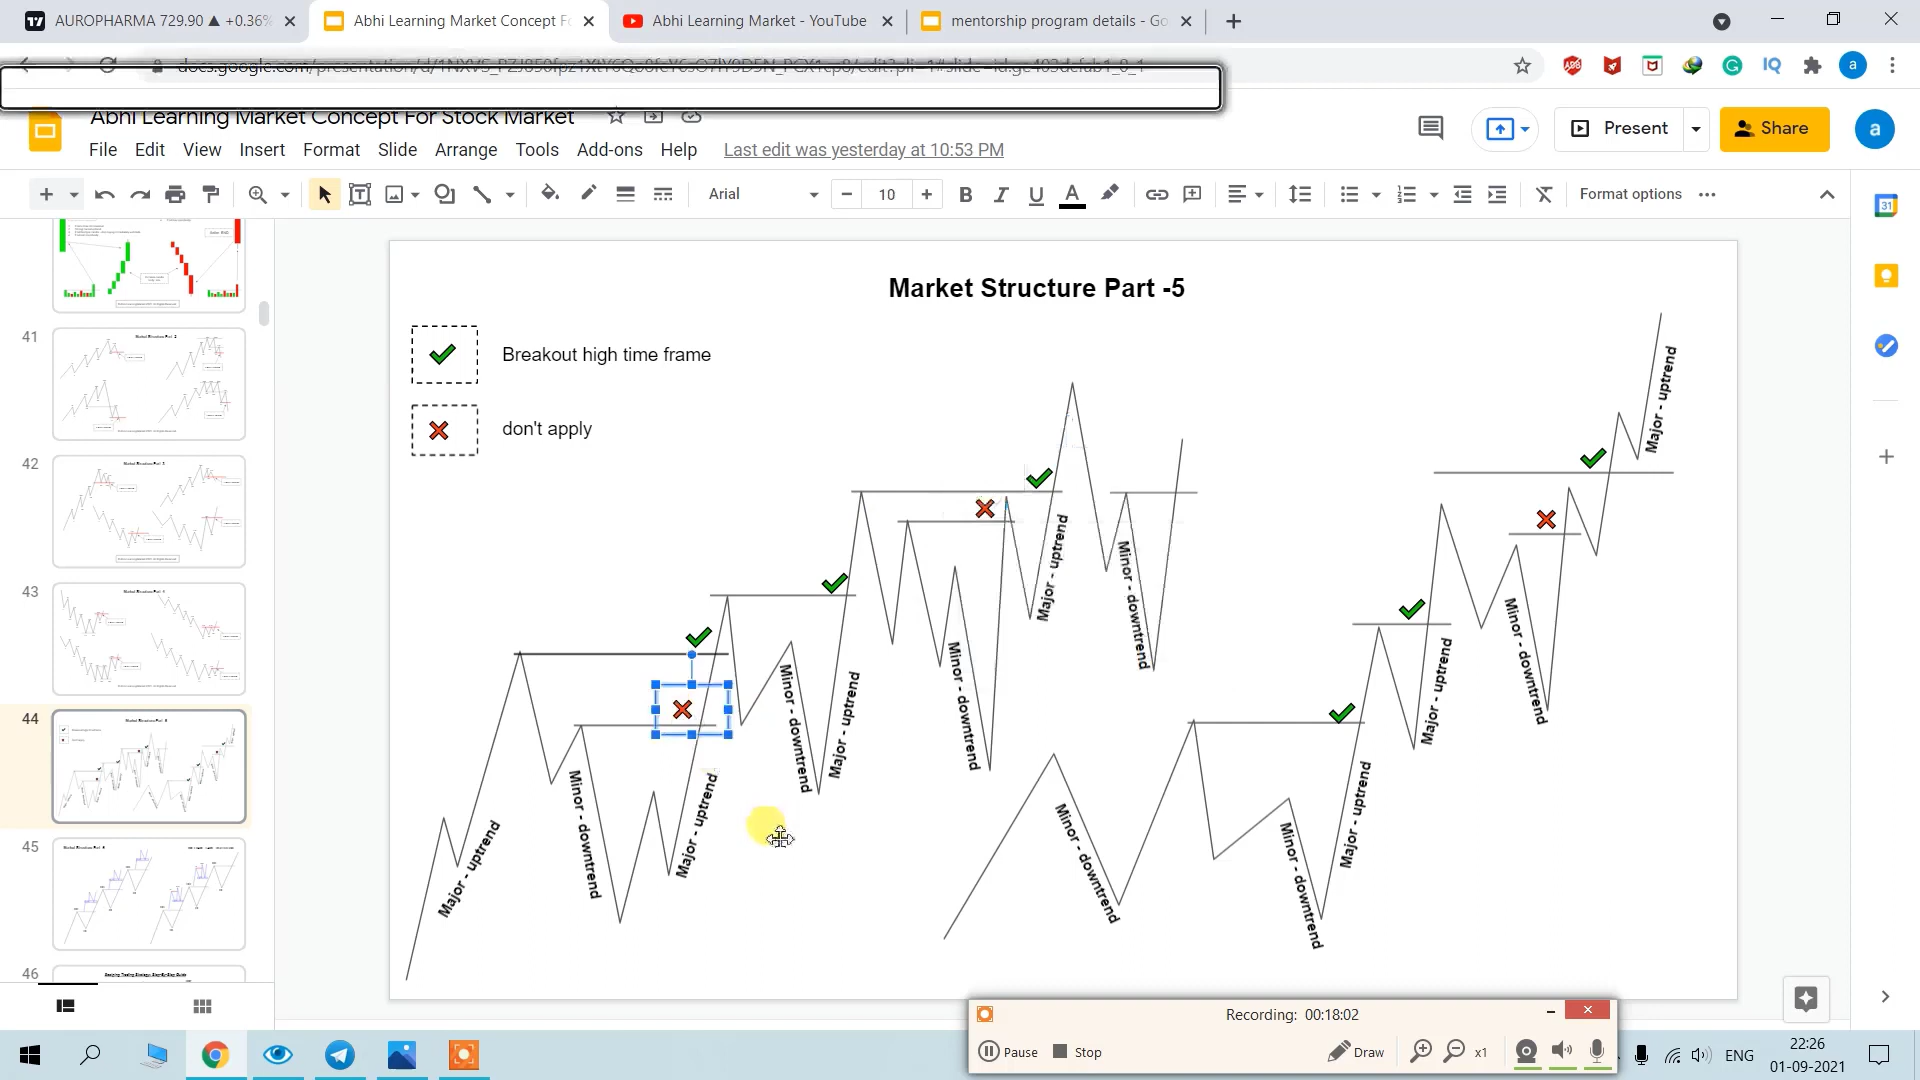 AUROPHARMA 729.90 ▲ +0.36%
Abhi Learning Market Concept Fo
Abhi Learning Market - YouTube
mentorship program details - Go
Abhi Learning Market Concept For Stock Market
File Edit View Insert Format Slide Arrange Tools Add-ons Help Last edit was yesterday at 10:53 PM
Present
Share
a
Arial
10
Format options
41
42
43
44
45
46
Market Structure Part -5
Breakout high time frame
don't apply
Major - uptrend
Minor - downtrend
Major - uptrend
Minor - downtrend
Major - uptrend
Minor - downtrend
Major - uptrend
Minor - downtrend
Minor - downtrend
Minor - downtrend
Major - uptrend
Major - uptrend
Minor - downtrend
Major - uptrend
Recording: 00:18:02
Pause Stop Draw x1
ENG
22:26
01-09-2021